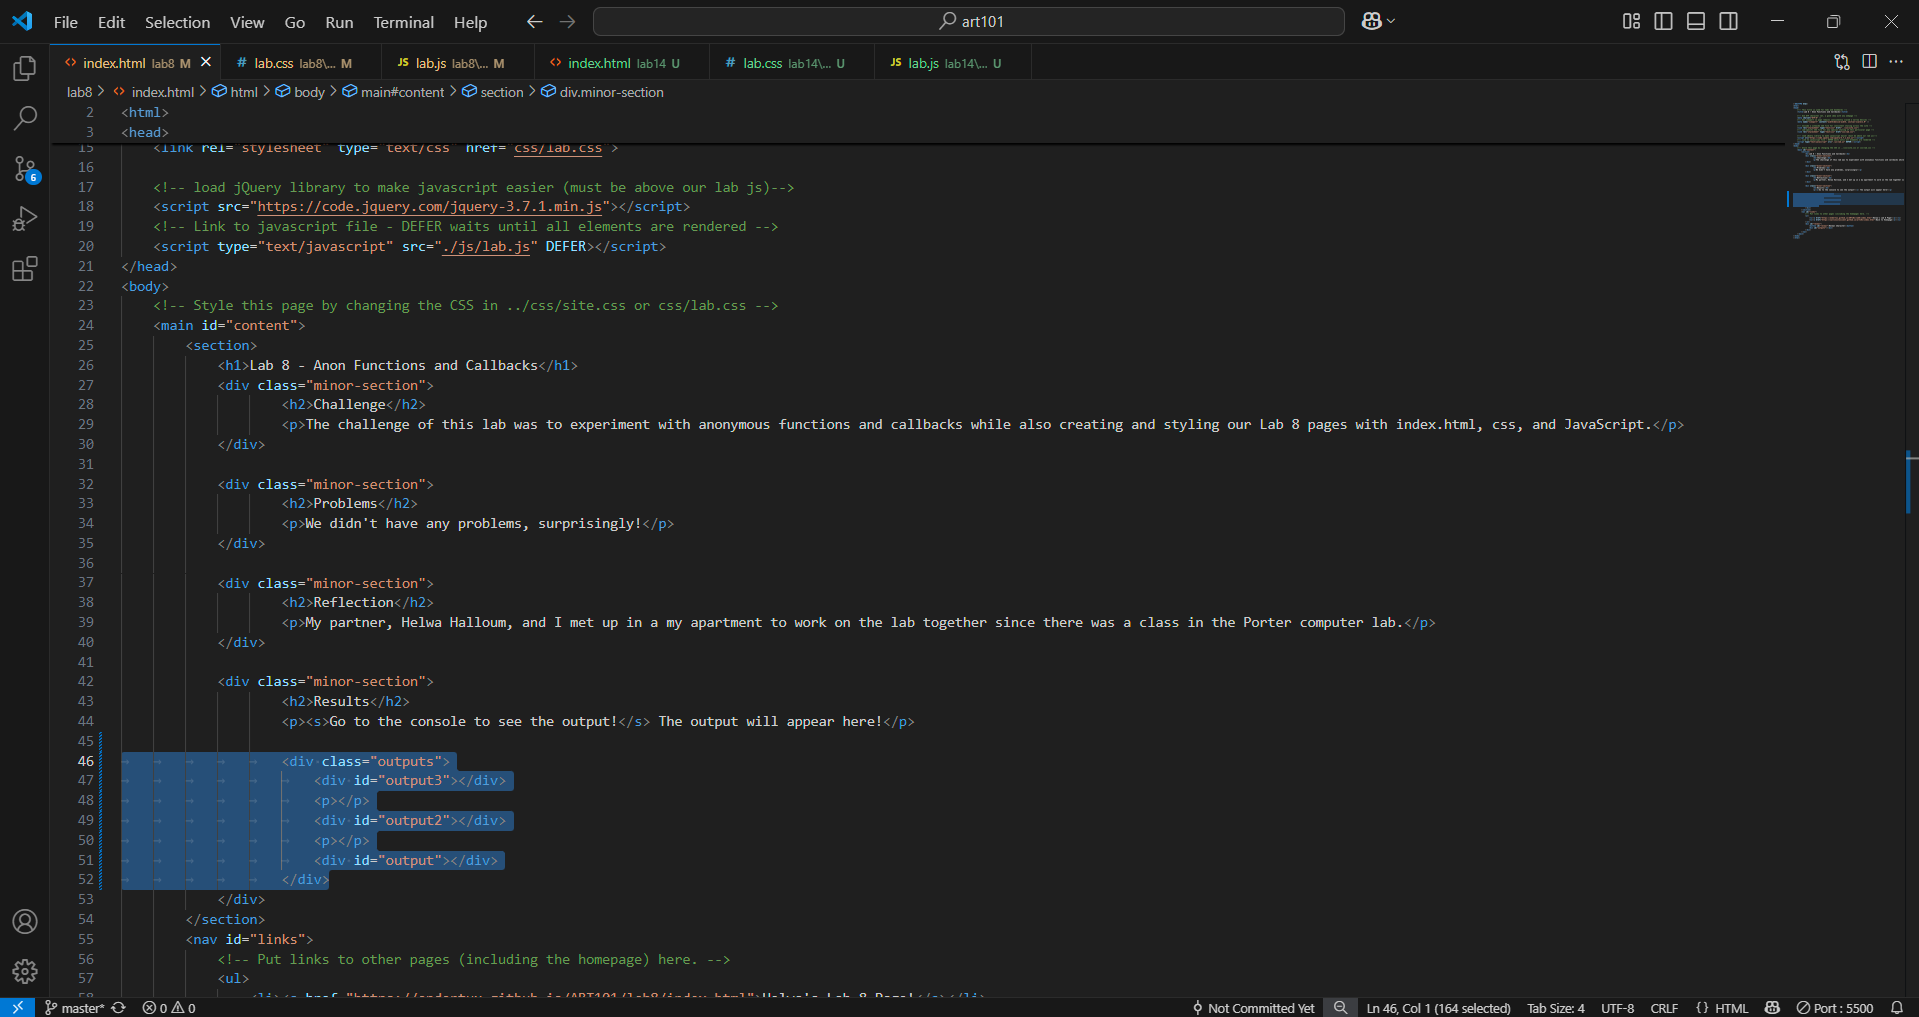 File Edit Selection View Go Run Terminal Help art101
index.html lab8 M lab.css lab8\... M lab.js lab8\... M index.html lab14 U lab.css lab14\... U lab.js lab14\... U
lab8 > index.html > html > body > main#content > section > div.minor-section
2 <html>
3 <head>
15 <link rel="stylesheet" type="text/css" href="css/lab.css">
16
17 <!-- load jQuery library to make javascript easier (must be above our lab js)-->
18 <script src="https://code.jquery.com/jquery-3.7.1.min.js"></script>
19 <!-- Link to javascript file - DEFER waits until all elements are rendered -->
20 <script type="text/javascript" src="./js/lab.js" DEFER></script>
21 </head>
22 <body>
23 <!-- Style this page by changing the CSS in ../css/site.css or css/lab.css -->
24 <main id="content">
25 <section>
26 <h1>Lab 8 - Anon Functions and Callbacks</h1>
27 <div class="minor-section">
28 <h2>Challenge</h2>
29 <p>The challenge of this lab was to experiment with anonymous functions and callbacks while also creating and styling our Lab 8 pages with index.html, css, and JavaScript.</p>
30 </div>
31
32 <div class="minor-section">
33 <h2>Problems</h2>
34 <p>We didn't have any problems, surprisingly!</p>
35 </div>
36
37 <div class="minor-section">
38 <h2>Reflection</h2>
39 <p>My partner, Helwa Halloum, and I met up in a my apartment to work on the lab together since there was a class in the Porter computer lab.</p>
40 </div>
41
42 <div class="minor-section">
43 <h2>Results</h2>
44 <p><s>Go to the console to see the output!</s> The output will appear here!</p>
45
46 <div class="outputs">
47 <div id="output3"></div>
48 <p></p>
49 <div id="output2"></div>
50 <p></p>
51 <div id="output"></div>
52 </div>
53 </div>
54 </section>
55 <nav id="links">
56 <!-- Put links to other pages (including the homepage) here. -->
57 <ul>
6
master* 0 0 Not Committed Yet Ln 46, Col 1 (164 selected) Tab Size: 4 UTF-8 CRLF {} HTML Port : 5500